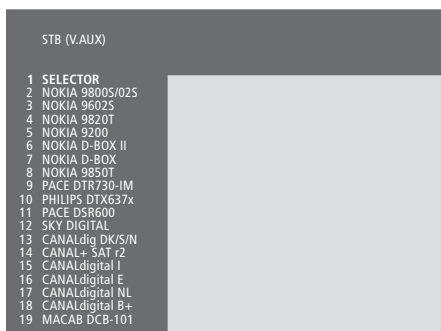 STB (V.AUX)
1 SELECTOR
2 NOKIA 9800S/02S
3 NOKIA 9602S
4 NOKIA 9820T
5 NOKIA 9200
6 NOKIA D-BOX II
7 NOKIA D-BOX
8 NOKIA 9850T
9 PACE DTR730-IM
10 PHILIPS DTX637x
11 PACE DSR600
12 SKY DIGITAL
13 CANALdig DK/S/N
14 CANAL+ SAT r2
15 CANALdigital I
16 CANALdigital E
17 CANALdigital NL
18 CANALdigital B+
19 MACAB DCB-101